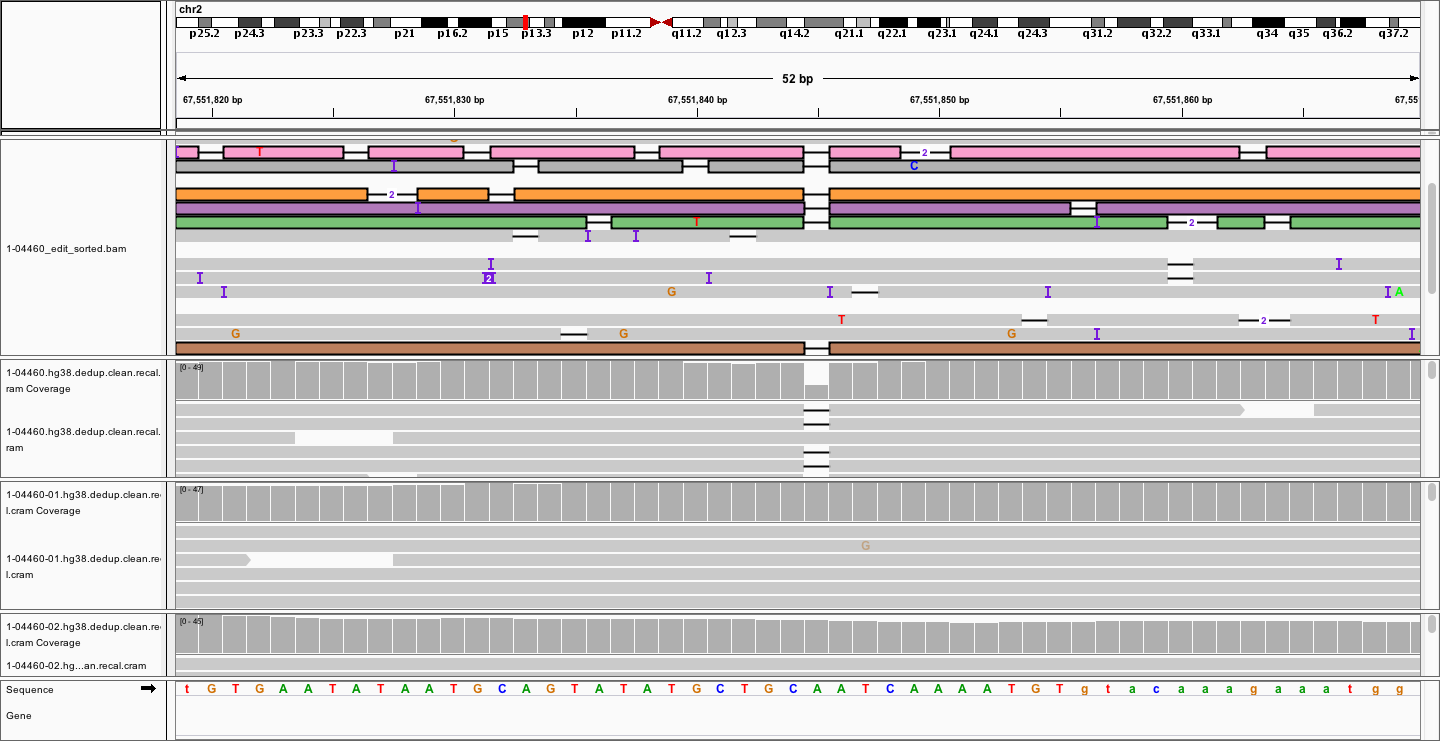 chr2
p25.2 p24.3 p23.3 p22.3 p21 p16.2 p15 p13.3 p12 p11.2 q11.2 q12.3 q14.2 q21.1 q22.1 q23.1 q24.1 q24.3 q31.2 q32.2 q33.1 q34 q35 q36.2 q37.2
52 bp
67,551,820 bp 67,551,830 bp 67,551,840 bp 67,551,850 bp 67,551,860 bp 67,55
T 2
I C
2
I
T I 2
I I
1-04460_edit_sorted.bam
I I
I 2 I
I G I I I A
T 2 T
G G G I I
1-04460.hg38.dedup.clean.recal.
ram Coverage
[0 - 49]
1-04460.hg38.dedup.clean.recal.
ram
1-04460-01.hg38.dedup.clean.re
l.cram Coverage
[0 - 47]
G
1-04460-01.hg38.dedup.clean.re
l.cram
1-04460-02.hg38.dedup.clean.re
l.cram Coverage
[0 - 45]
1-04460-02.hg...an.recal.cram
Sequence t G T G A A T A T A A T G C A G T A T A T G C T G C A A T C A A A A T G T g t a c a a a g a a a t g g
Gene